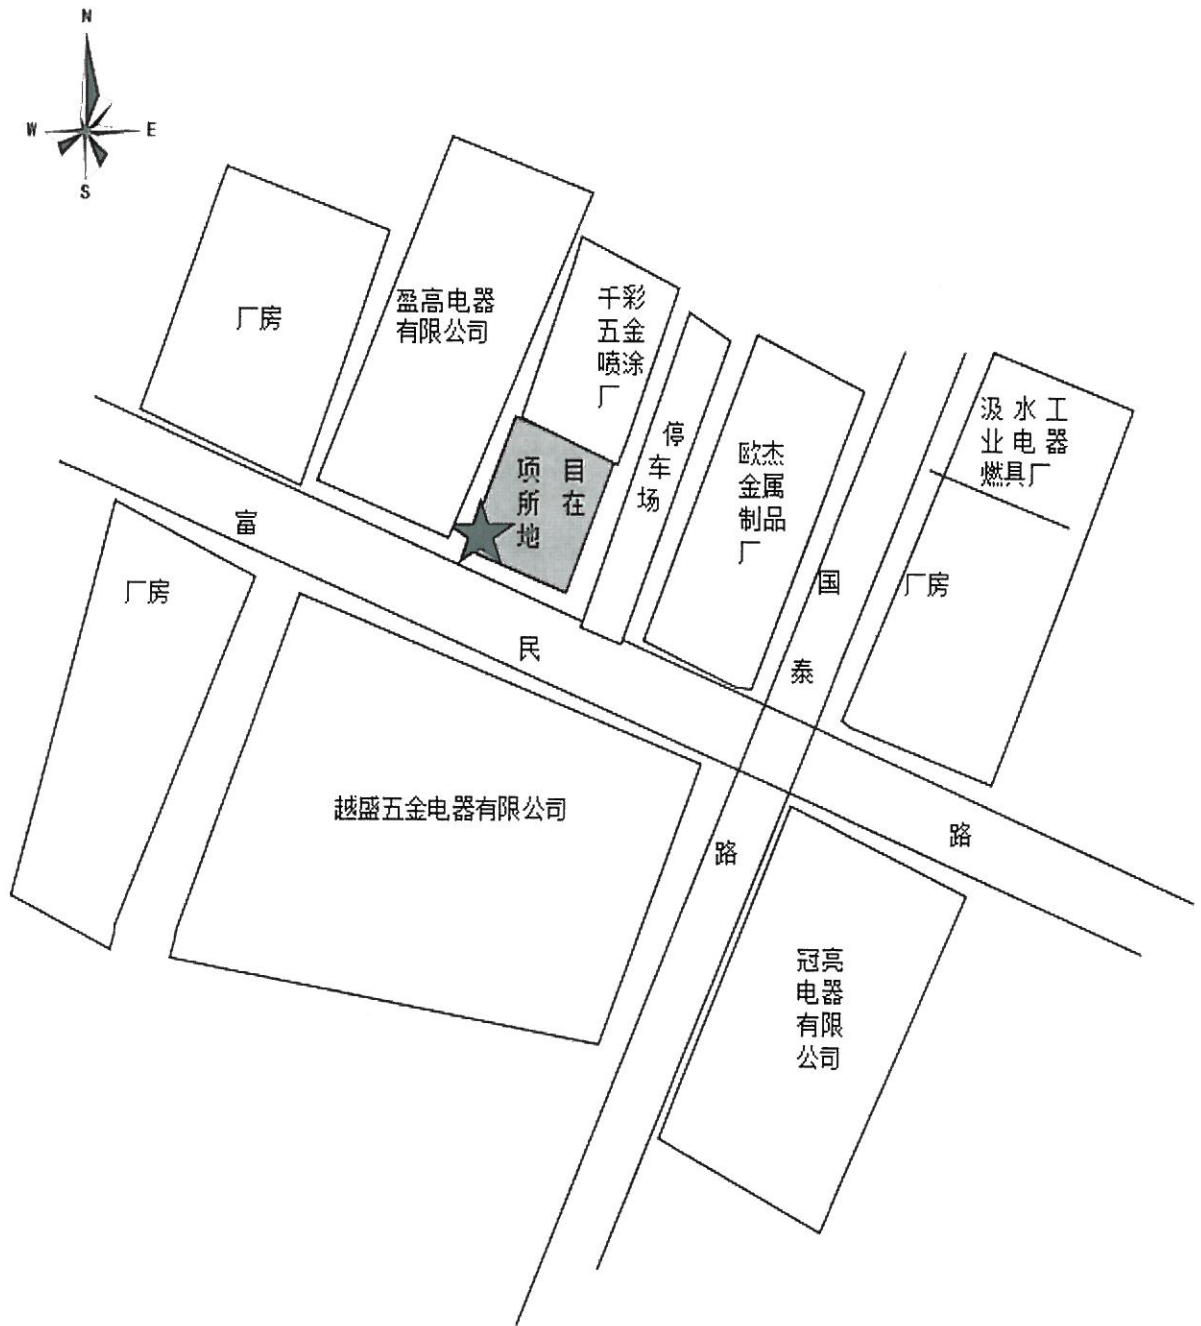 N
W
E
S
厂房
盈高电器
有限公司
千彩
五金
喷涂
厂
停
车
场
项目
所在
地
欧杰
金属
制品
厂
汲水工
业电器
燃具厂
厂房
富
民
路
国
泰
路
厂房
越盛五金电器有限公司
冠亮
电器
有限
公司